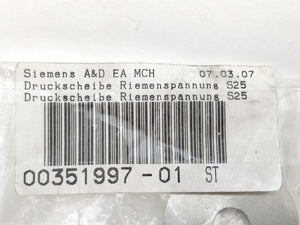 Siemens A&D EA MCH 07.03.07
Druckscheibe Riemenspannung S25
Druckscheibe Riemenspannung S25
00351997-01 ST